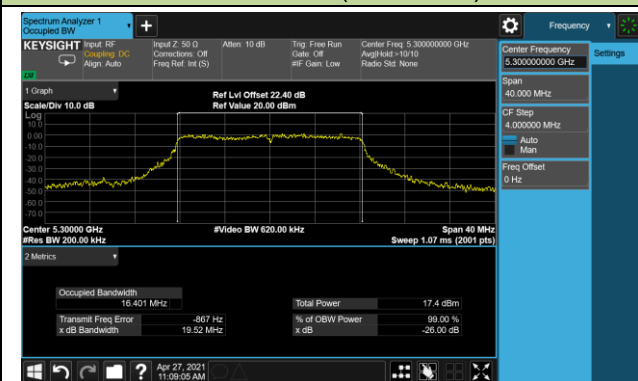 Spectrum Analyzer 1
Occupied BW
+
Frequency
KEYSIGHT
Input: RF
Coupling: DC
Align: Auto
Input Z: 50 Ω
Corrections: Off
Freq Ref: Int (S)
Atten: 10 dB
Trig: Free Run
Gate: Off
#IF Gain: Low
Center Freq: 5.300000000 GHz
Avg|Hold:>10/10
Radio Std: None
Center Frequency
5.300000000 GHz
Settings
Span
40.000 MHz
CF Step
4.000000 MHz
Auto
Man
Freq Offset
0 Hz
1 Graph
Ref Lvl Offset 22.40 dB
Scale/Div 10.0 dB
Ref Value 20.00 dBm
Log
10.0
0.00
-10.0
-20.0
-30.0
-40.0
-50.0
-60.0
-70.0
Center 5.30000 GHz
#Video BW 620.00 kHz
Span 40 MHz
#Res BW 200.00 kHz
Sweep 1.07 ms (2001 pts)
2 Metrics
Occupied Bandwidth
16.401 MHz
Total Power 17.4 dBm
Transmit Freq Error -867 Hz
% of OBW Power 99.00 %
x dB Bandwidth 19.52 MHz
x dB -26.00 dB
?
Apr 27, 2021
11:09:05 AM